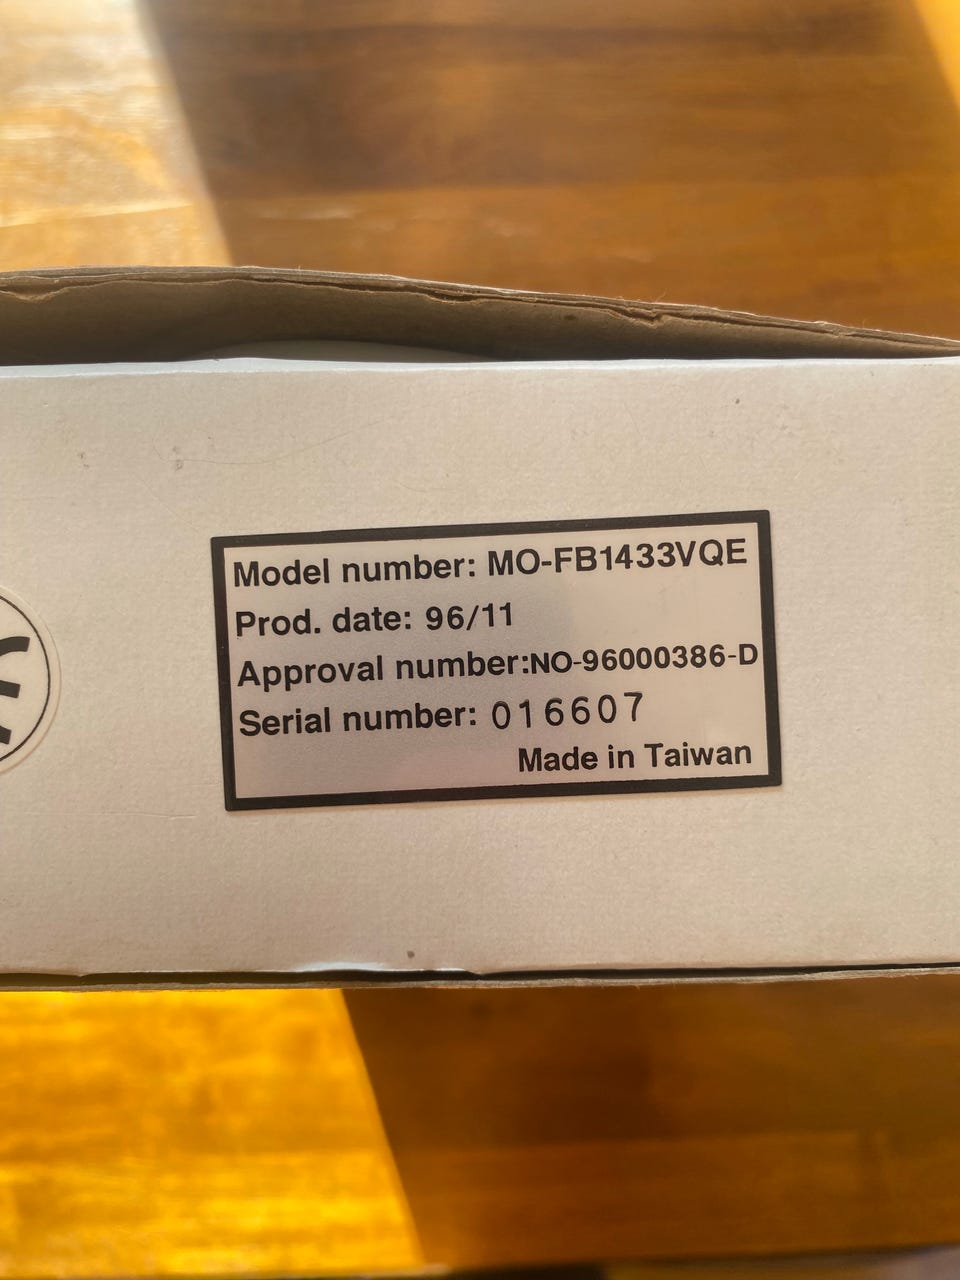 Model number: MO-FB1433VQE
Prod. date: 96/11
Approval number:NO-96000386-D
Serial number: 016607
Made in Taiwan